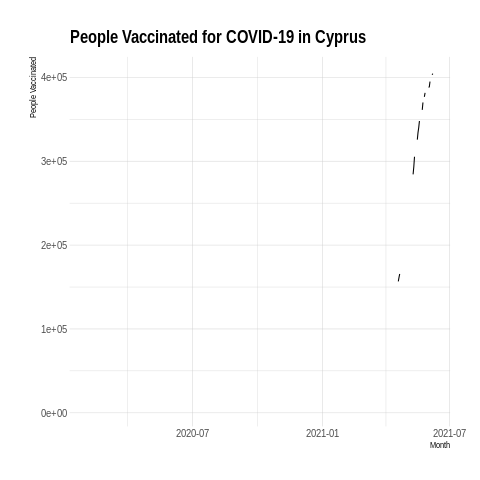 People Vaccinated for COVID-19 in Cyprus
People Vaccinated
4e+05
3e+05
2e+05
1e+05
0e+00
2020-07
2021-01
2021-07
Month